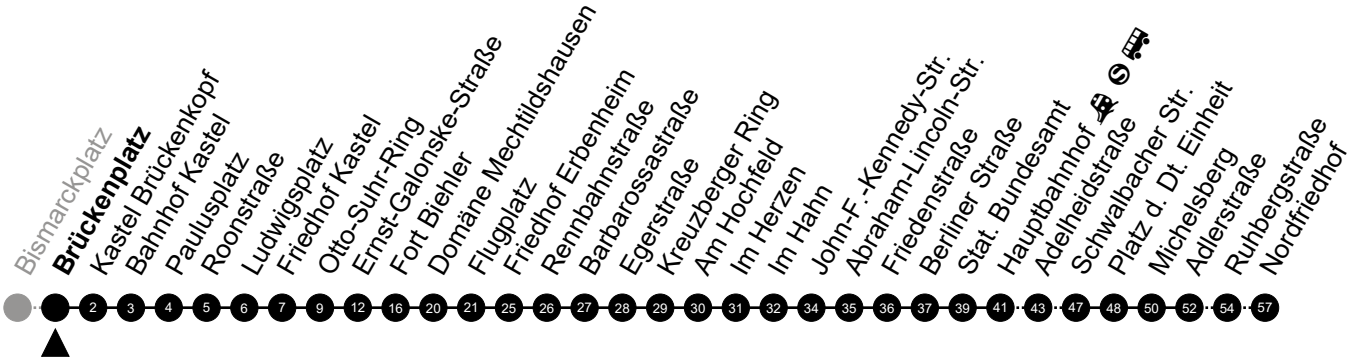 Bismarckplatz
Brückenplatz
Kastel Brückenkopf
Bahnhof Kastel
Paulusplatz
Roonstraße
Ludwigsplatz
Friedhof Kastel
Otto-Suhr-Ring
Ernst-Galonske-Straße
Fort Biehler
Domäne Mechtildshausen
Flugplatz
Friedhof Erbenheim
Rennbahnstraße
Barbarossastraße
Egerstraße
Kreuzberger Ring
Am Hochfeld
Im Herzen
Im Hahn
John-F.-Kennedy-Str.
Abraham-Lincoln-Str.
Friedenstraße
Berliner Straße
Stat. Bundesamt
Hauptbahnhof S
Adelheidstraße
Schwalbacher Str.
Platz d. Dt. Einheit
Michelsberg
Adlerstraße
Ruhbergstraße
Nordfriedhof
2 3 4 5 6 7 9 12 16 20 21 25 26 27 28 29 30 31 32 34 35 36 37 39 41 43 47 48 50 52 54 57